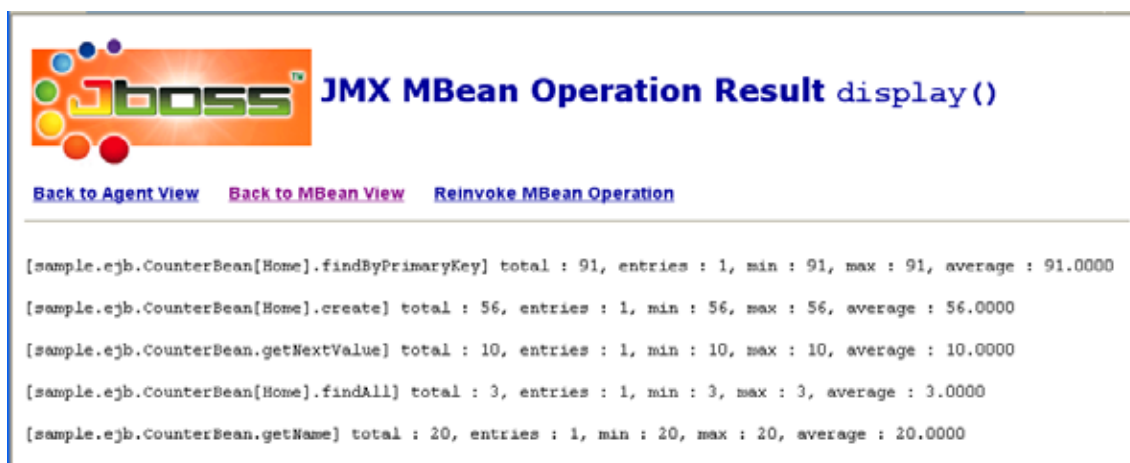 Jboss™
JMX MBean Operation Result display()
Back to Agent View Back to MBean View Reinvoke MBean Operation
[sample.ejb.CounterBean[Home].findByPrimaryKey] total : 91, entries : 1, min : 91, max : 91, average : 91.0000
[sample.ejb.CounterBean[Home].create] total : 56, entries : 1, min : 56, max : 56, average : 56.0000
[sample.ejb.CounterBean.getNextValue] total : 10, entries : 1, min : 10, max : 10, average : 10.0000
[sample.ejb.CounterBean[Home].findAll] total : 3, entries : 1, min : 3, max : 3, average : 3.0000
[sample.ejb.CounterBean.getName] total : 20, entries : 1, min : 20, max : 20, average : 20.0000